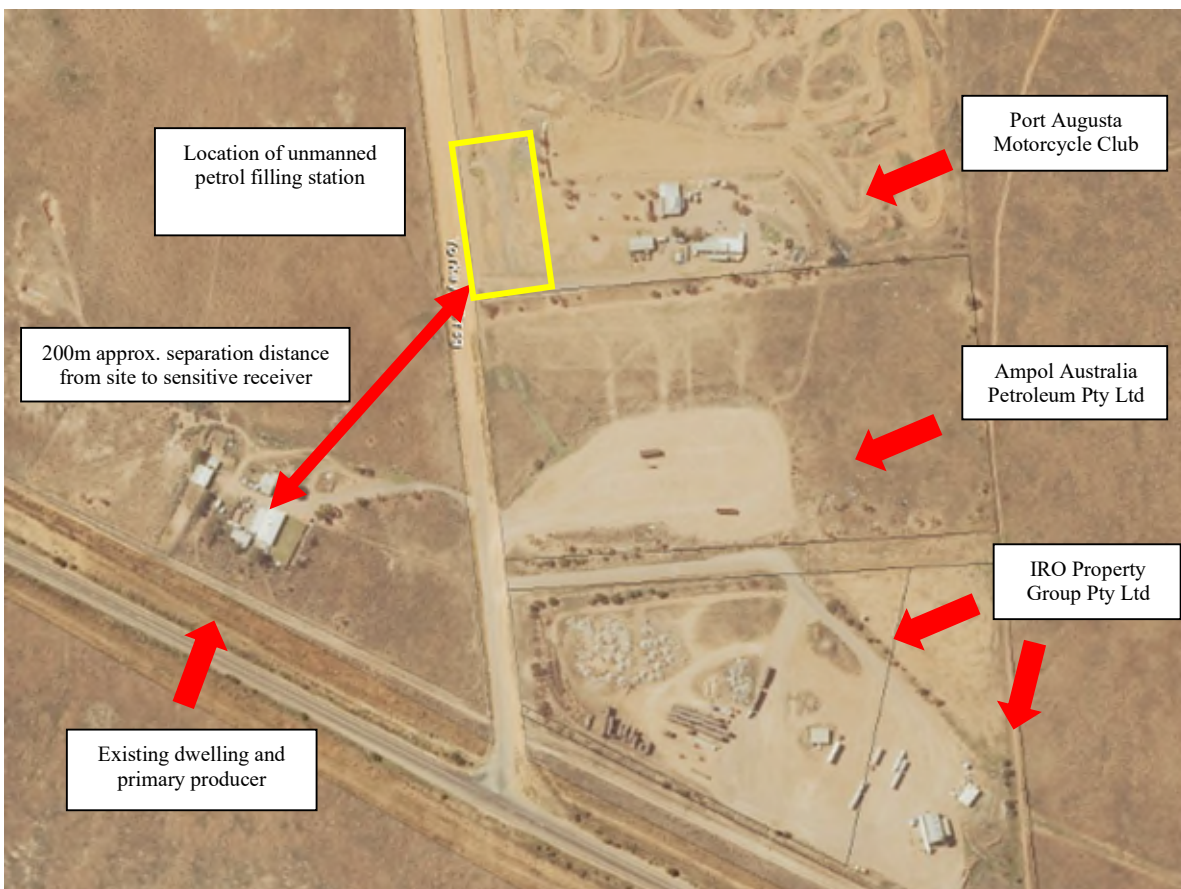 Port Augusta
Motorcycle Club
Location of unmanned
petrol filling station
200m approx. separation distance
from site to sensitive receiver
Ampol Australia
Petroleum Pty Ltd
IRO Property
Group Pty Ltd
Existing dwelling and
primary producer